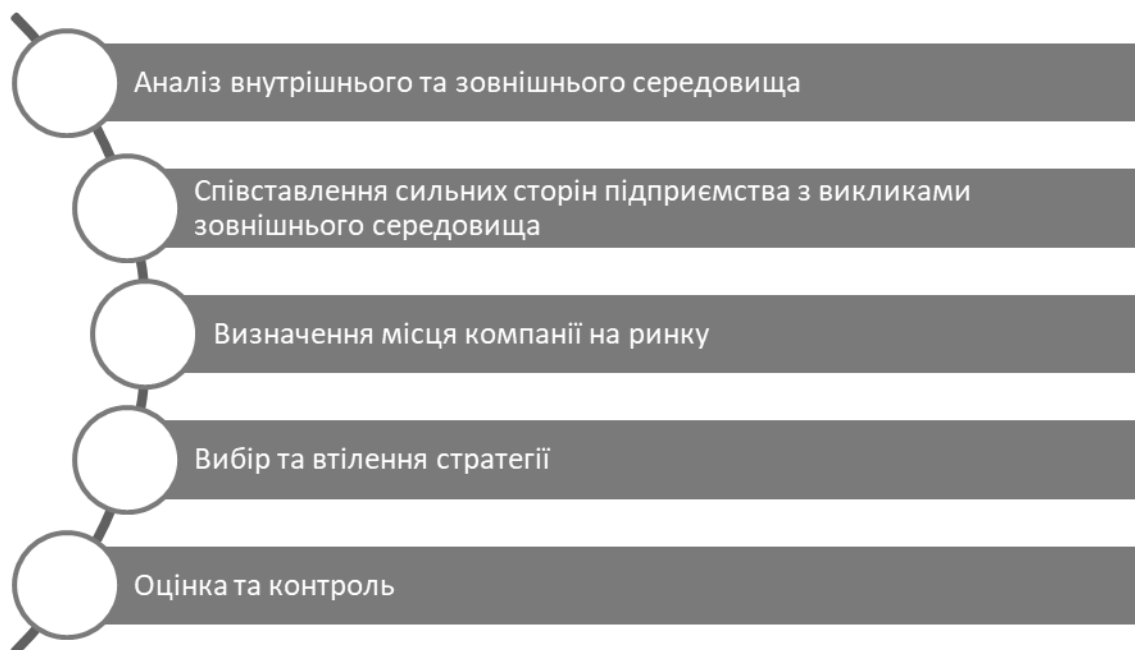 Аналіз внутрішнього та зовнішнього середовища
Співставлення сильних сторін підприємства з викликами
зовнішнього середовища
Визначення місця компанії на ринку
Вибір та втілення стратегії
Оцінка та контроль